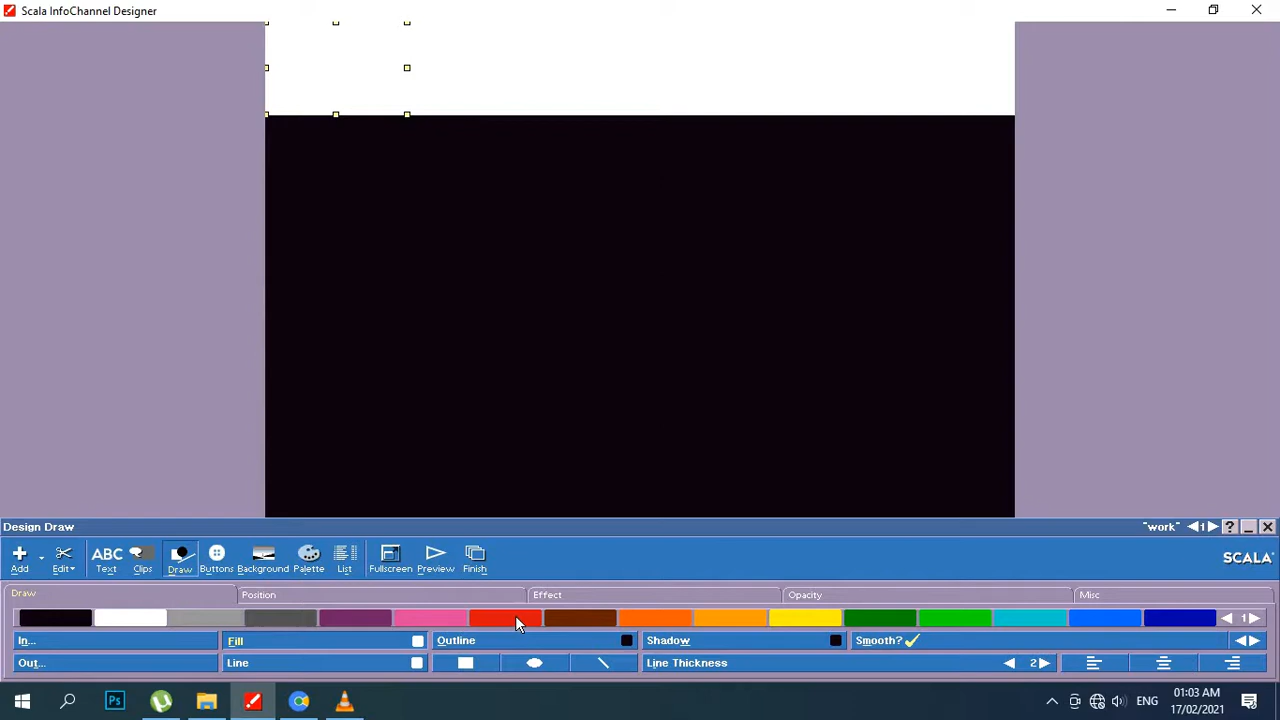 Scala InfoChannel Designer
Design Draw "work" 1 ?
Add Edit ABC Text Clips Draw Buttons Background Palette List Fullscreen Preview Finish SCALA
Draw Position Effect Opacity Misc
1
In... Fill Outline Shadow Smooth?
Out... Line Line Thickness 2
Ps ENG 01:03 AM
17/02/2021